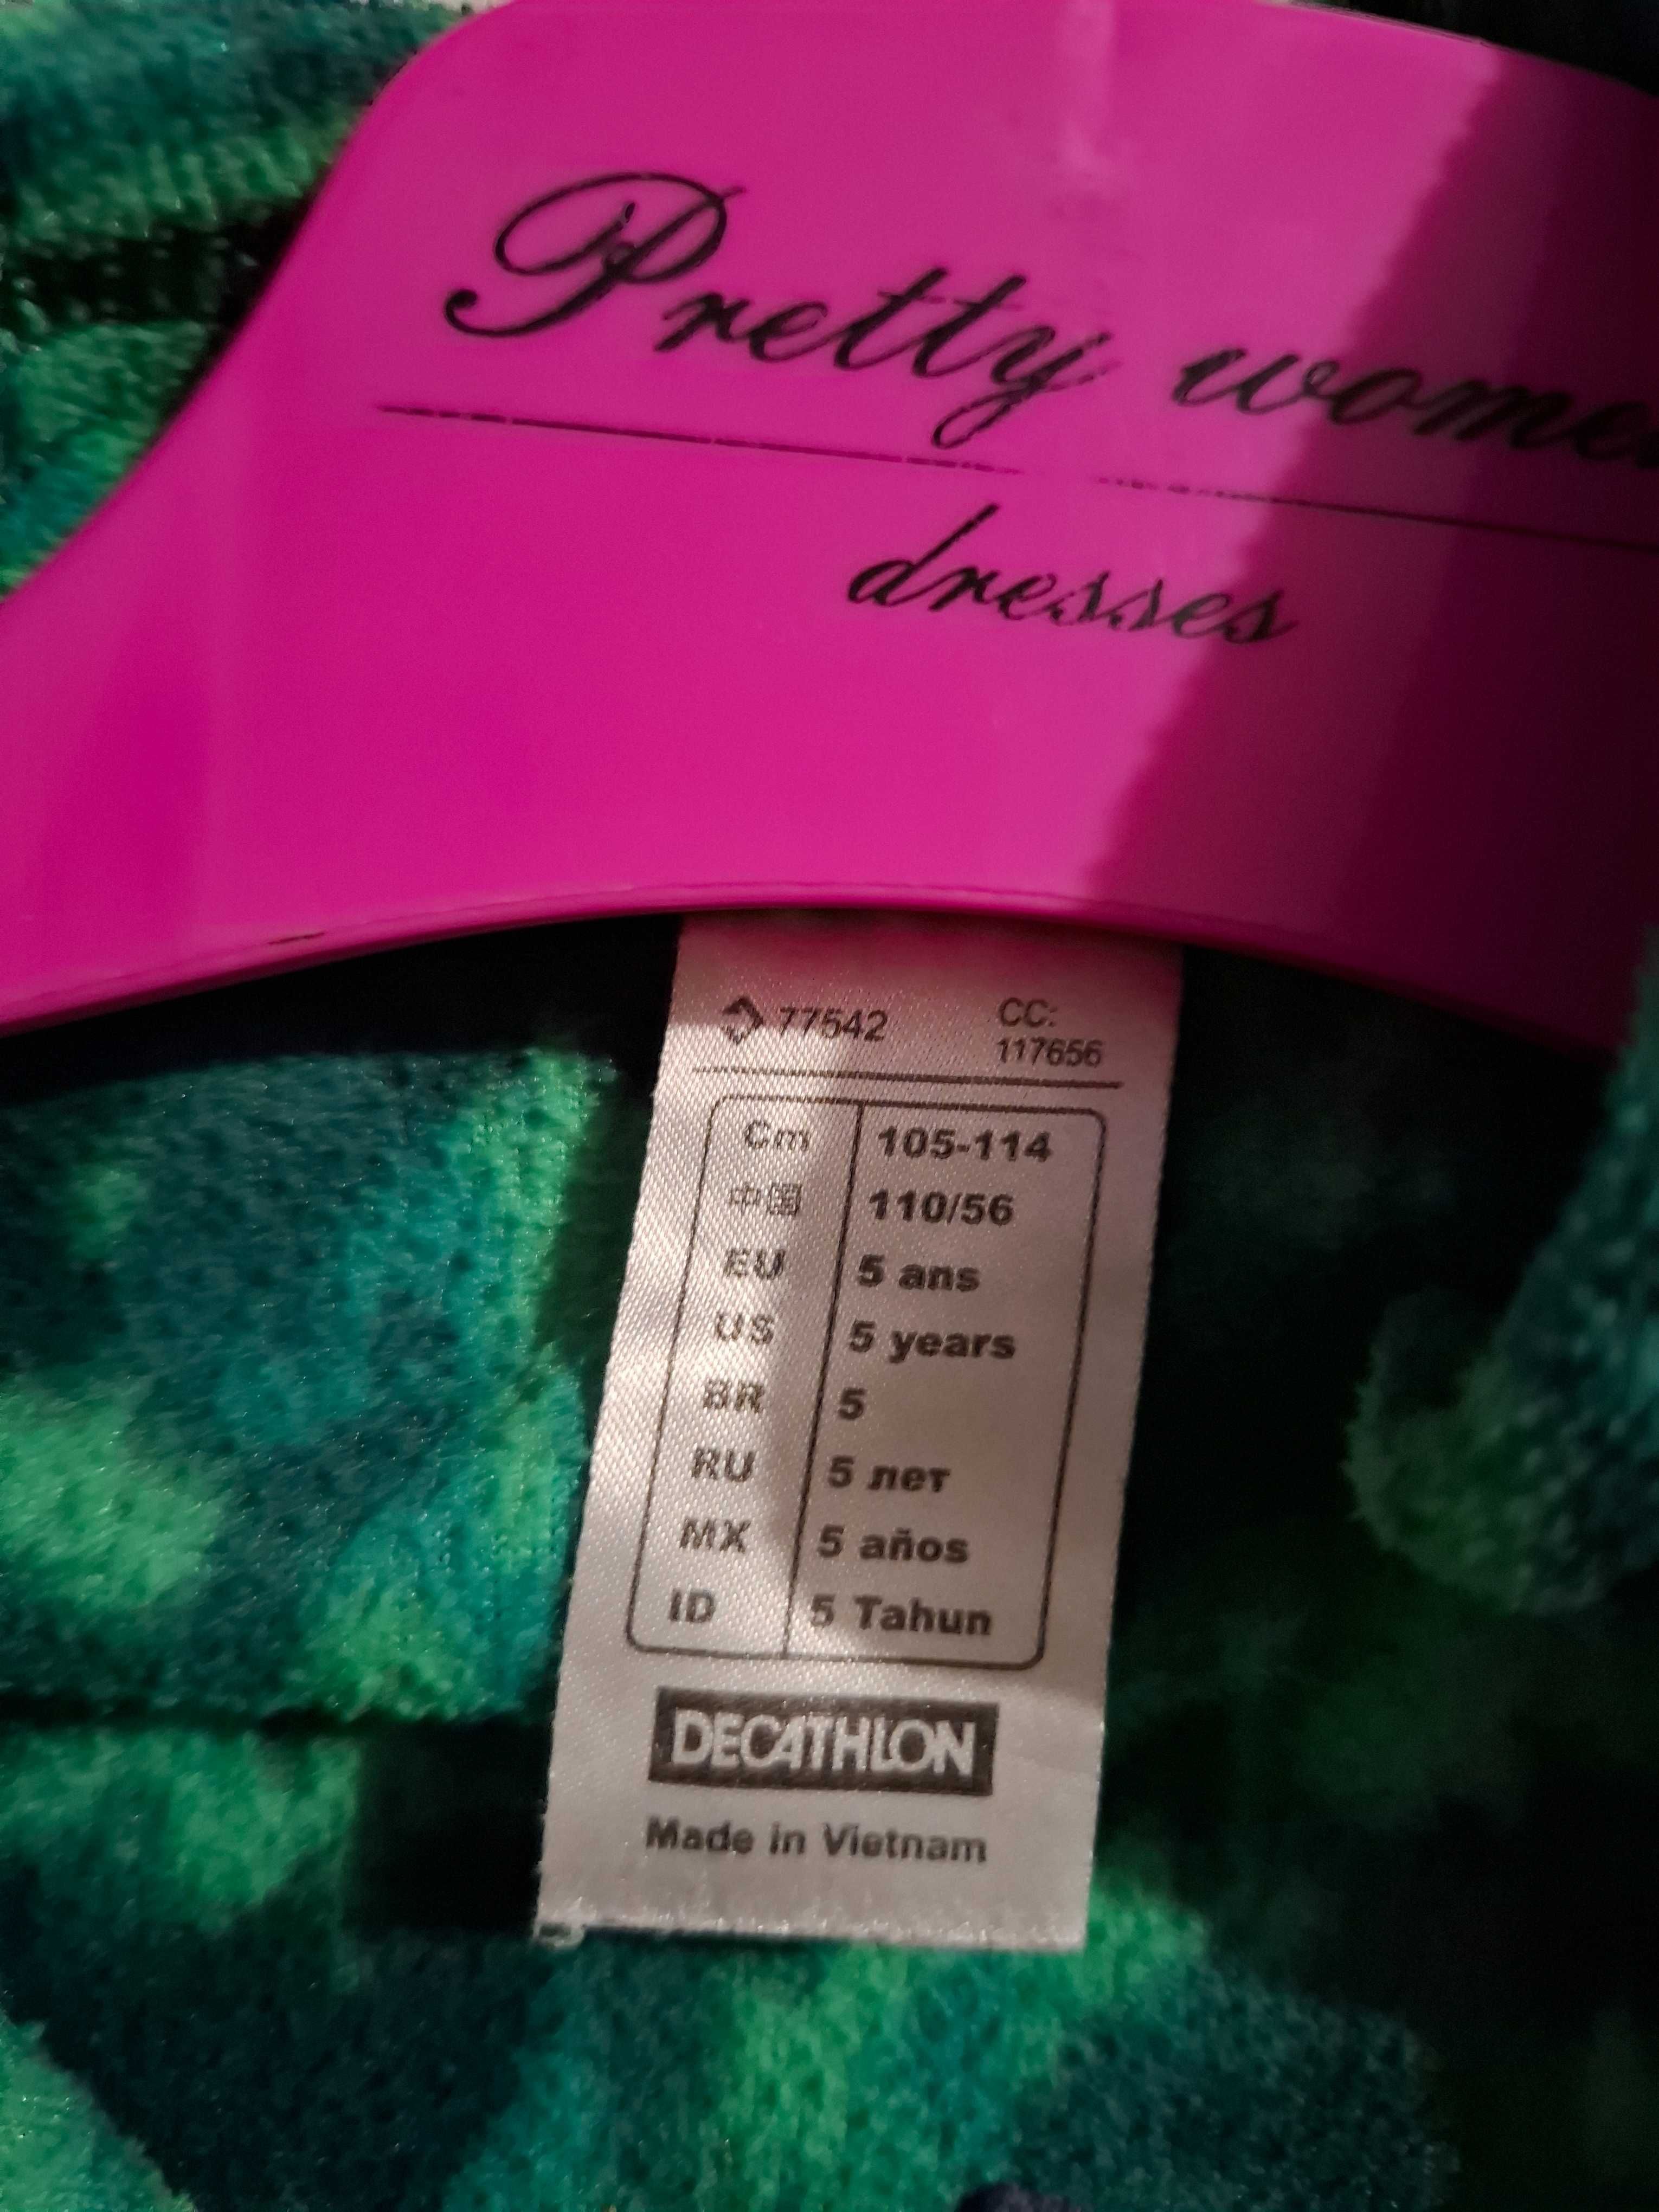 Pretty wome
dresses
77542 CC:
117656
Cm 105-114
中国 110/56
EU 5 ans
US 5 years
BR 5
RU 5 лет
MX 5 años
ID 5 Tahun
DECATHLON
Made in Vietnam